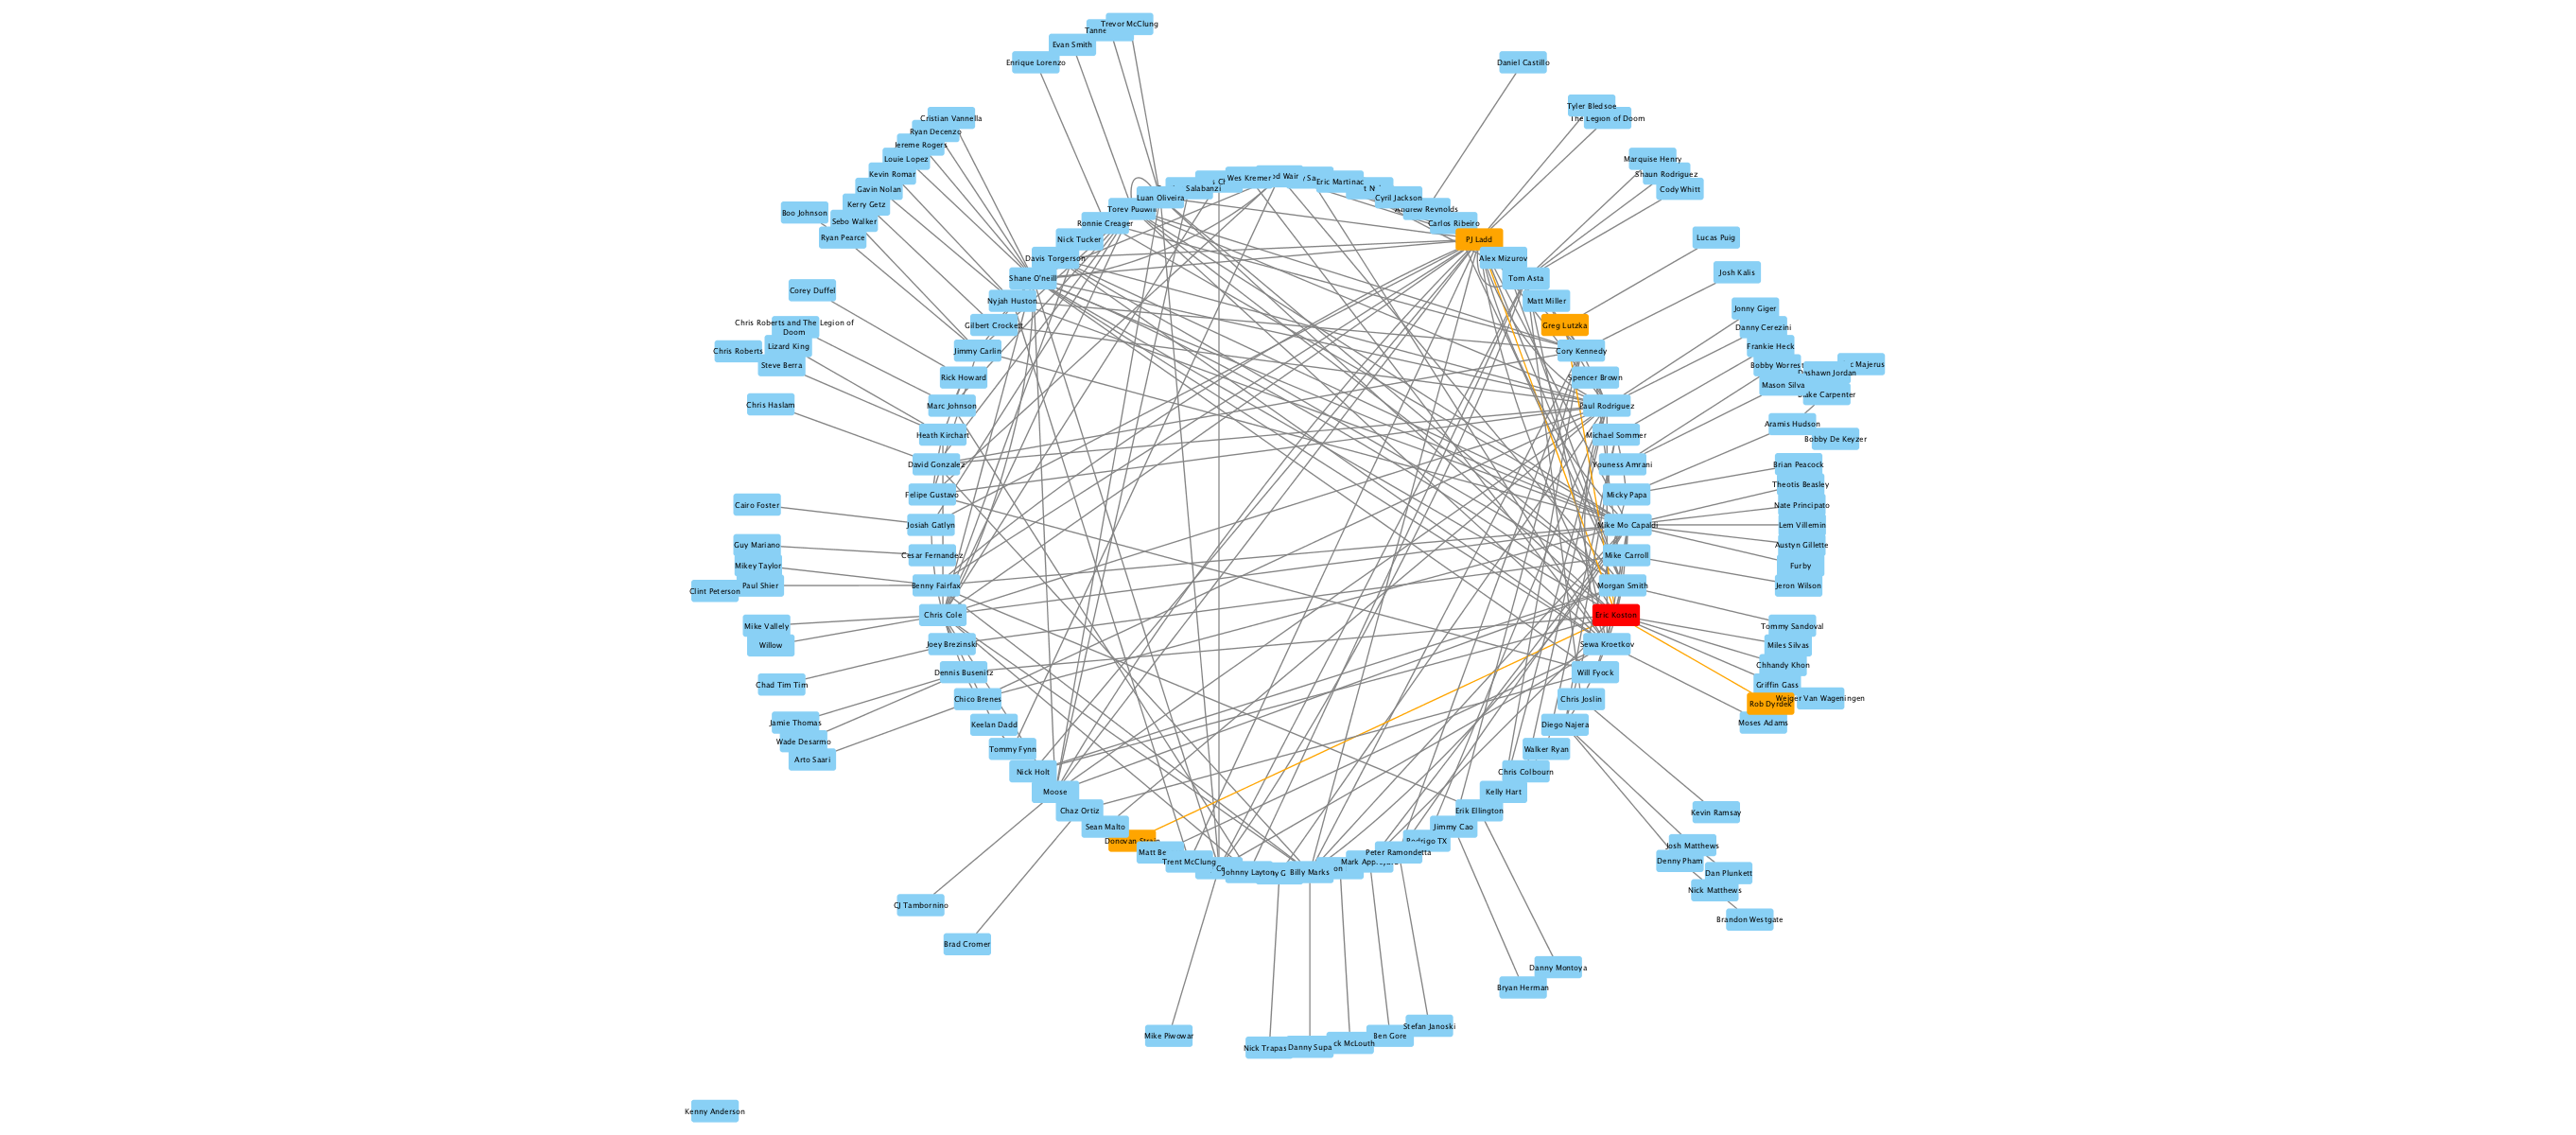 Trevor McClung
Tanne
Evan Smith
Enrique Lorenzo
Daniel Castillo
Tyler Bledsoe
The Legion of Doom
Cristian Vannella
Ryan Decenzo
Jereme Rogers
Louie Lopez
Kevin Romar
Gavin Nolan
Kerry Getz
Boo Johnson
Sebo Walker
Ryan Pearce
Marquise Henry
Shaun Rodriguez
Cody Whitt
Wes Kremer
Salabanzi
Eric Martinac
Luan Oliveira
Cyril Jackson
Torey Pudwill
Andrew Reynolds
Ronnie Creager
Carlos Ribeiro
Nick Tucker
PJ Ladd
Lucas Puig
Davis Torgerson
Alex Mizurov
Shane O'neill
Tom Asta
Josh Kalis
Corey Duffel
Nyjah Huston
Matt Miller
Jonny Giger
Chris Roberts and The Legion of
Doom
Gilbert Crockett
Greg Lutzka
Danny Cerezini
Lizard King
Chris Roberts
Jimmy Carlin
Cory Kennedy
Frankie Heck
Steve Berra
Bobby Worrest
Majerus
Dashawn Jordan
Rick Howard
Spencer Brown
Mason Silva
Blake Carpenter
Chris Haslam
Marc Johnson
Paul Rodriguez
Aramis Hudson
Heath Kirchart
Michael Sommer
Bobby De Keyzer
David Gonzalez
Youness Amrani
Brian Peacock
Theotis Beasley
Felipe Gustavo
Micky Papa
Cairo Foster
Nate Principato
Josiah Gatlyn
Mike Mo Capaldi
Lem Villemin
Guy Mariano
Austyn Gillette
Cesar Fernandez
Mike Carroll
Mikey Taylor
Furby
Clint Peterson
Paul Shier
Benny Fairfax
Morgan Smith
Jeron Wilson
Chris Cole
Eric Koston
Mike Vallely
Tommy Sandoval
Willow
Joey Brezinski
Sewa Kroetkov
Miles Silvas
Chhandy Khon
Dennis Busenitz
Will Fyock
Chad Tim Tim
Griffin Gass
Chico Brenes
Chris Joslin
Weiger Van Wageningen
Rob Dyrdek
Jamie Thomas
Keelan Dadd
Diego Najera
Moses Adams
Wade Desarmo
Tommy Fynn
Walker Ryan
Arto Saari
Nick Holt
Chris Colbourn
Moose
Kelly Hart
Chaz Ortiz
Erik Ellington
Kevin Ramsay
Sean Malto
Jimmy Cao
Donovan Strain
Rodrigo TX
Josh Matthews
Matt Be
Peter Ramondetta
Trent McClung
Mark App
Denny Pham
Johnny Layton
Billy Marks
Dan Plunkett
Nick Matthews
CJ Tambornino
Brandon Westgate
Brad Cromer
Danny Montoya
Bryan Herman
Stefan Janoski
Mike Piwowar
Ben Gore
ck McLouth
Nick Trapas
Danny Supa
Kenny Anderson